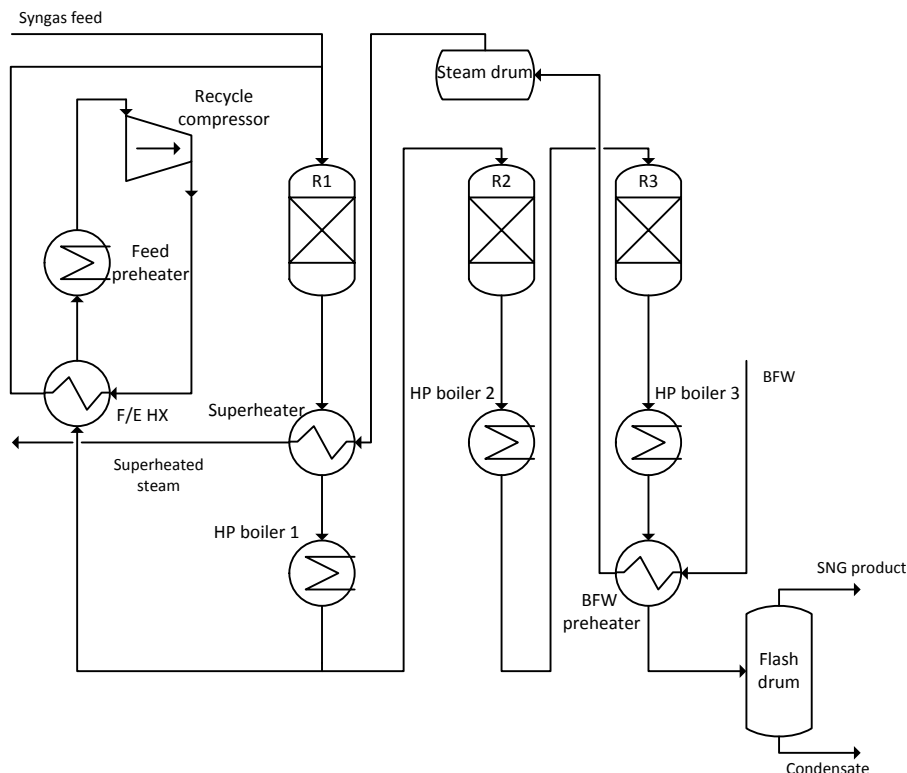 Syngas feed
Steam drum
Recycle
compressor
R1
R2
R3
Feed
preheater
F/E HX
Superheater
HP boiler 2
HP boiler 3
BFW
Superheated
steam
HP boiler 1
BFW
preheater
SNG product
Flash
drum
Condensate